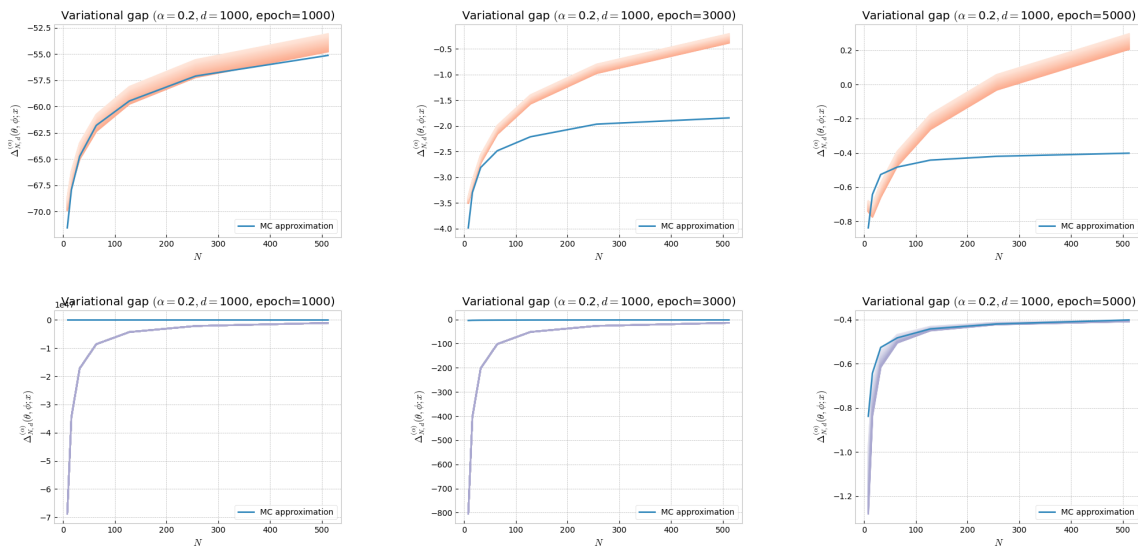 Variational gap (α = 0.2, d = 1000, epoch=1000)
−52.5
−55.0
−57.5
−60.0
−62.5
−65.0
−67.5
−70.0
Δ_{N,d}^{(α)}(θ, ϕ; x)
0 100 200 300 400 500
N
MC approximation
Variational gap (α = 0.2, d = 1000, epoch=3000)
−0.5
−1.0
−1.5
−2.0
−2.5
−3.0
−3.5
−4.0
Δ_{N,d}^{(α)}(θ, ϕ; x)
0 100 200 300 400 500
N
MC approximation
Variational gap (α = 0.2, d = 1000, epoch=5000)
0.2
0.0
−0.2
−0.4
−0.6
−0.8
Δ_{N,d}^{(α)}(θ, ϕ; x)
0 100 200 300 400 500
N
MC approximation
Variational gap (α = 0.2, d = 1000, epoch=1000)
1e47
0
−1
−2
−3
−4
−5
−6
−7
Δ_{N,d}^{(α)}(θ, ϕ; x)
0 100 200 300 400 500
N
MC approximation
Variational gap (α = 0.2, d = 1000, epoch=3000)
0
−100
−200
−300
−400
−500
−600
−700
−800
Δ_{N,d}^{(α)}(θ, ϕ; x)
0 100 200 300 400 500
N
MC approximation
Variational gap (α = 0.2, d = 1000, epoch=5000)
−0.4
−0.6
−0.8
−1.0
−1.2
Δ_{N,d}^{(α)}(θ, ϕ; x)
0 100 200 300 400 500
N
MC approximation